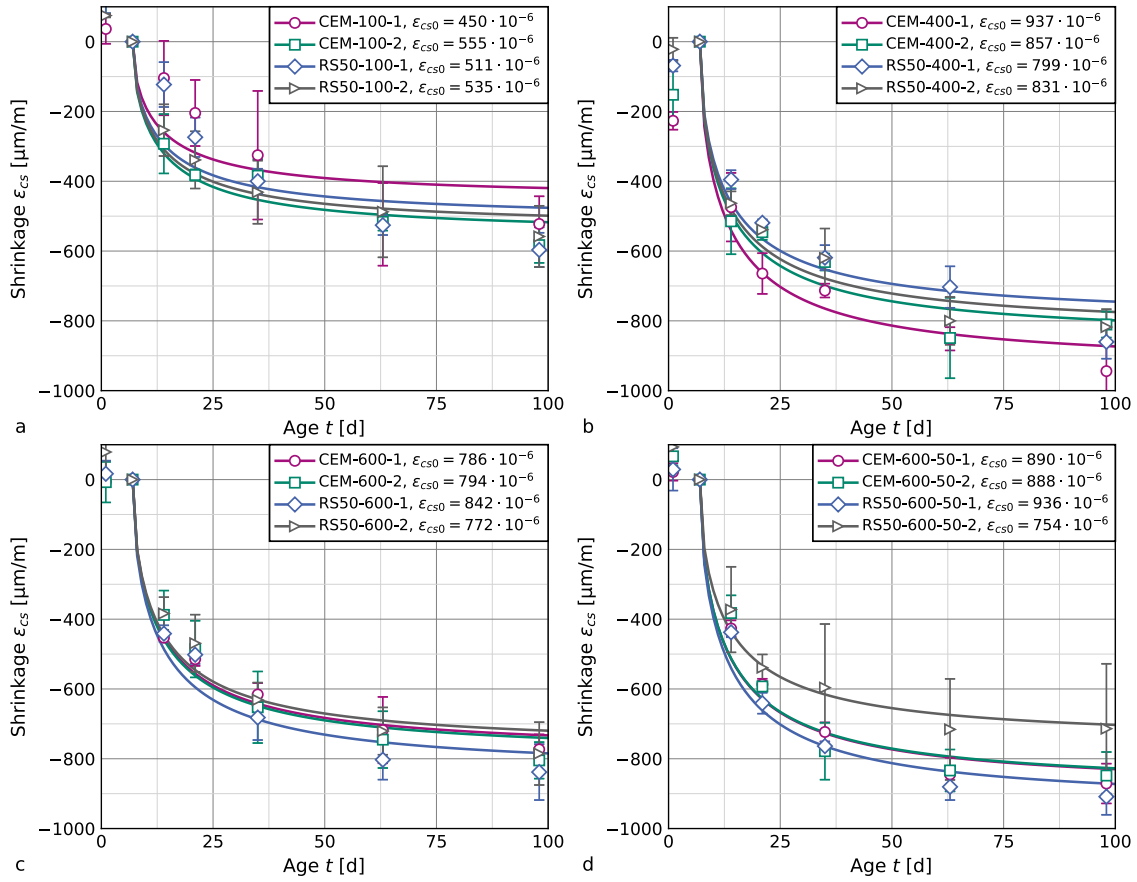 CEM-100-1, εcs0 = 450 · 10⁻⁶
CEM-100-2, εcs0 = 555 · 10⁻⁶
RS50-100-1, εcs0 = 511 · 10⁻⁶
RS50-100-2, εcs0 = 535 · 10⁻⁶
0
−200
−400
−600
−800
−1000
Shrinkage εcs [µm/m]
0 25 50 75 100
Age t [d]
a
CEM-400-1, εcs0 = 937 · 10⁻⁶
CEM-400-2, εcs0 = 857 · 10⁻⁶
RS50-400-1, εcs0 = 799 · 10⁻⁶
RS50-400-2, εcs0 = 831 · 10⁻⁶
0
−200
−400
−600
−800
−1000
Shrinkage εcs [µm/m]
0 25 50 75 100
Age t [d]
b
CEM-600-1, εcs0 = 786 · 10⁻⁶
CEM-600-2, εcs0 = 794 · 10⁻⁶
RS50-600-1, εcs0 = 842 · 10⁻⁶
RS50-600-2, εcs0 = 772 · 10⁻⁶
0
−200
−400
−600
−800
−1000
Shrinkage εcs [µm/m]
0 25 50 75 100
Age t [d]
c
CEM-600-50-1, εcs0 = 890 · 10⁻⁶
CEM-600-50-2, εcs0 = 888 · 10⁻⁶
RS50-600-50-1, εcs0 = 936 · 10⁻⁶
RS50-600-50-2, εcs0 = 754 · 10⁻⁶
0
−200
−400
−600
−800
−1000
Shrinkage εcs [µm/m]
0 25 50 75 100
Age t [d]
d